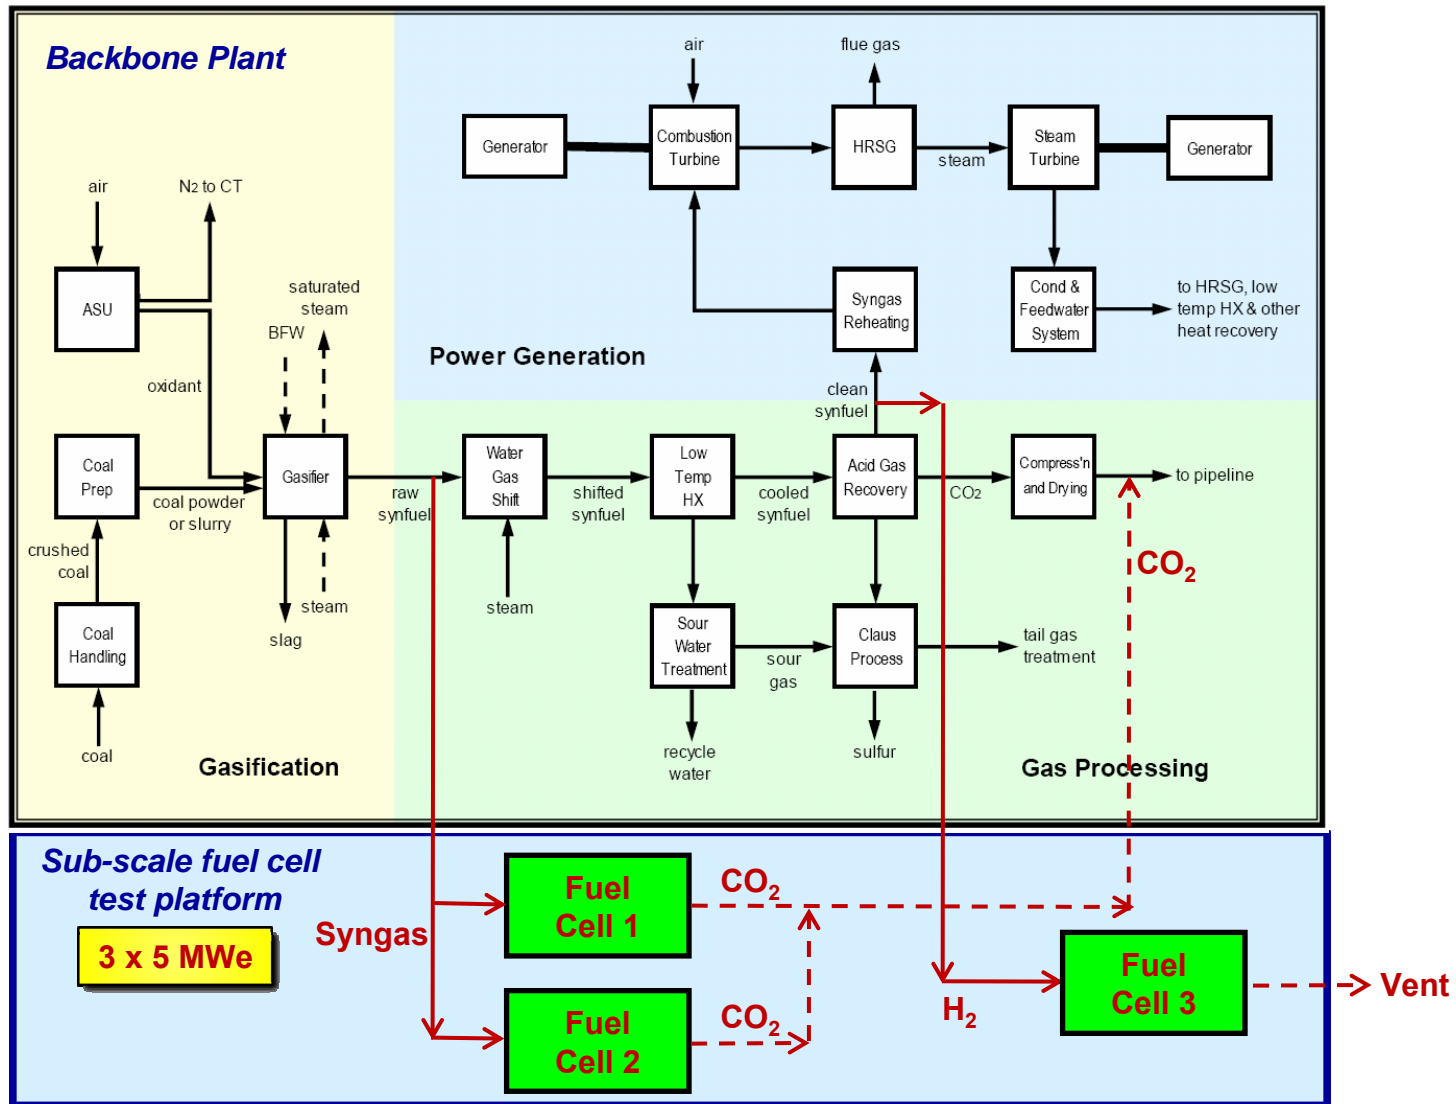 Backbone Plant
air
flue gas
Generator
Combustion
Turbine
HRSG
steam
Steam
Turbine
Generator
air
N2 to CT
ASU
saturated
steam
BFW
oxidant
Syngas
Reheating
Cond &
Feedwater
System
to HRSG, low
temp HX & other
heat recovery
Power Generation
clean
synfuel
Coal
Prep
coal powder
or slurry
Gasifier
raw
synfuel
Water
Gas
Shift
shifted
synfuel
Low
Temp
HX
cooled
synfuel
Acid Gas
Recovery
CO2
Compress'n
and Drying
to pipeline
crushed
coal
steam
slag
steam
CO2
Coal
Handling
Sour
Water
Treatment
sour
gas
Claus
Process
tail gas
treatment
coal
recycle
water
sulfur
Gasification
Gas Processing
Sub-scale fuel cell
test platform
3 x 5 MWe
Syngas
Fuel
Cell 1
CO2
Fuel
Cell 2
CO2
H2
Fuel
Cell 3
Vent